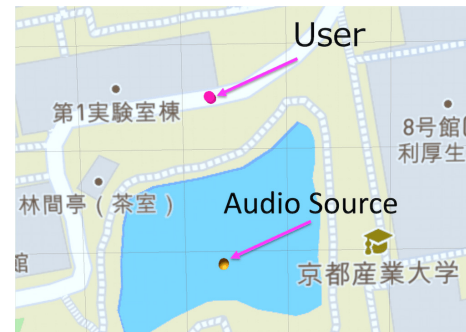 User
第1実験室棟
8号館
利厚生
林間亭 ( 茶室 )
Audio Source
館
京都産業大学